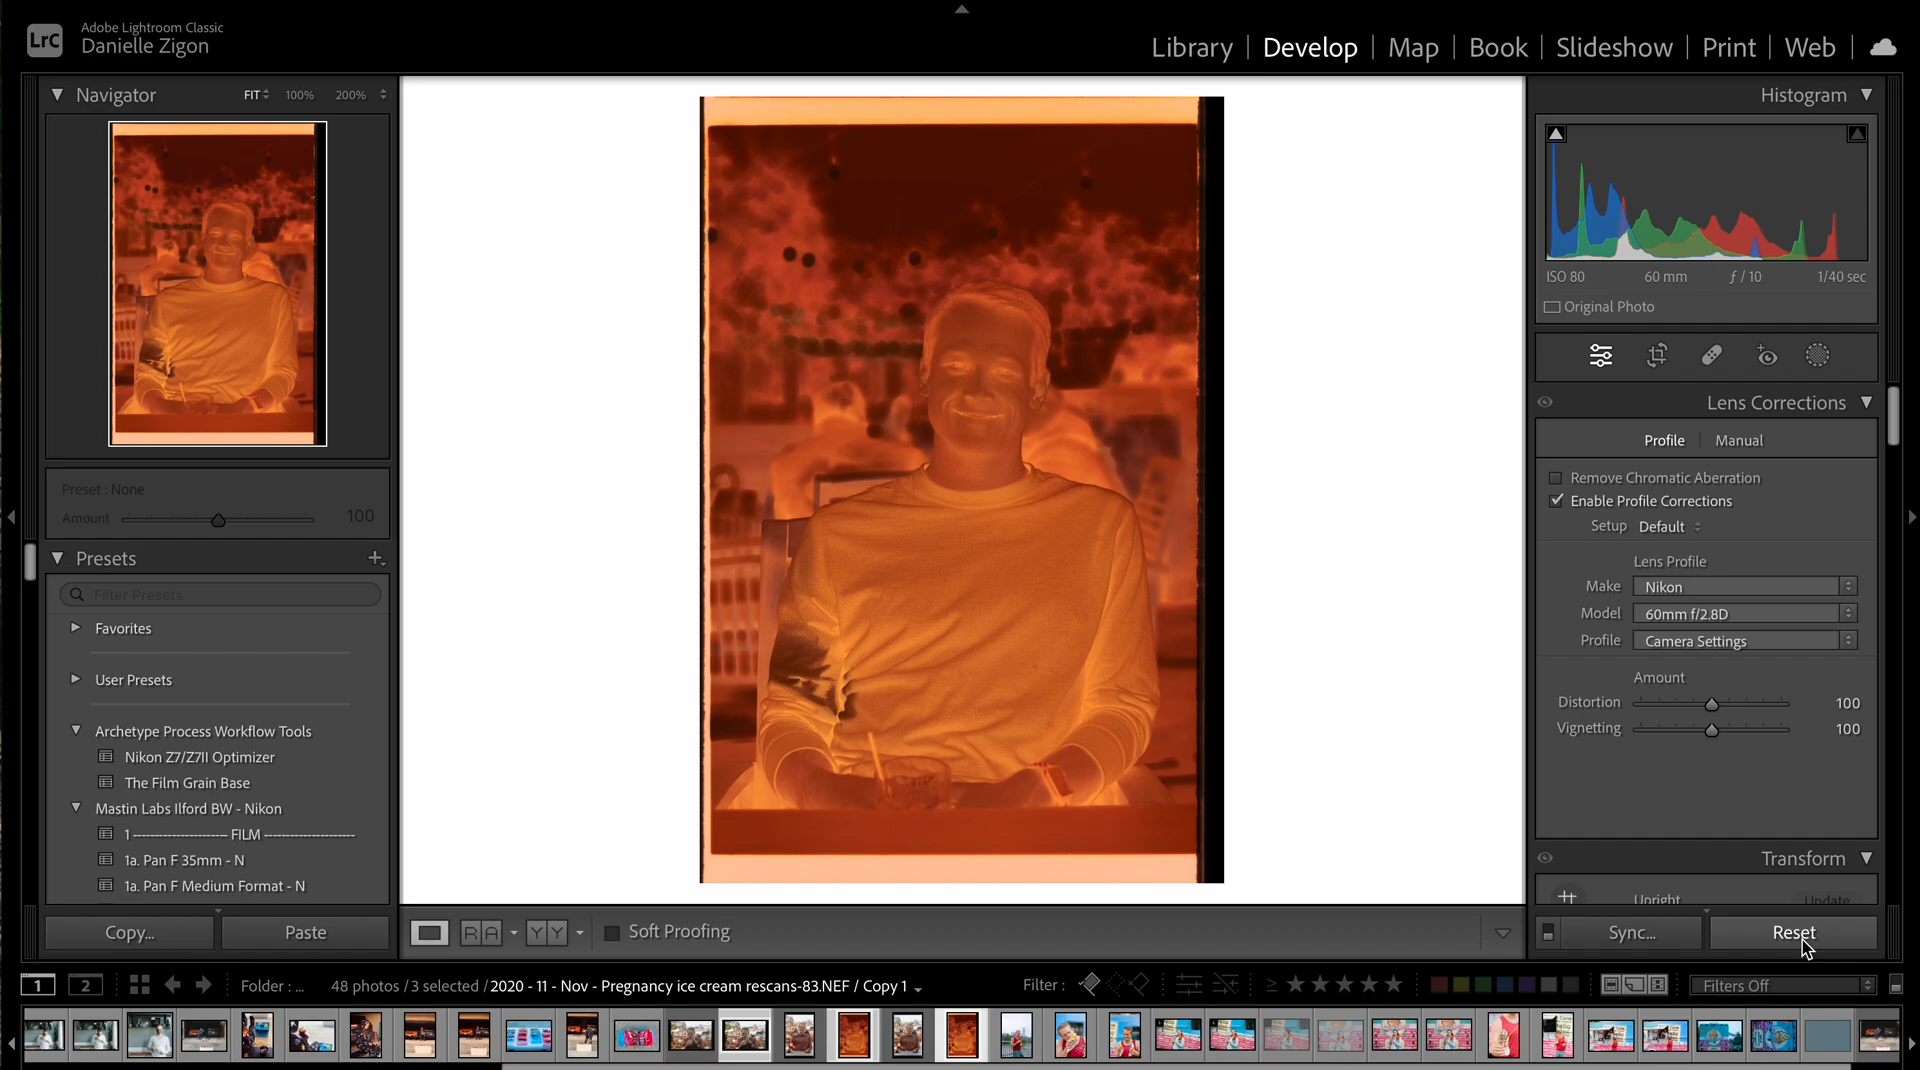 LrC
Adobe Lightroom Classic
Danielle Zigon
Library | Develop | Map | Book | Slideshow | Print | Web
Navigator FIT 100% 200%
Preset : None
Amount 100
Presets
Filter Presets
Favorites
User Presets
Archetype Process Workflow Tools
Nikon Z7/Z7II Optimizer
The Film Grain Base
Mastin Labs Ilford BW - Nikon
1 --------------------- FILM --------------------
1a. Pan F 35mm - N
1a. Pan F Medium Format - N
Copy... Paste
R A Y Y Soft Proofing
Histogram
ISO 80 60 mm ƒ / 10 1/40 sec
Original Photo
Lens Corrections
Profile | Manual
Remove Chromatic Aberration
Enable Profile Corrections
Setup Default
Lens Profile
Make Nikon
Model 60mm f/2.8D
Profile Camera Settings
Amount
Distortion 100
Vignetting 100
Transform
Upright Update
Sync... Reset
1 2 Folder : ... 48 photos / 3 selected / 2020 - 11 - Nov - Pregnancy ice cream rescans-83.NEF / Copy 1 Filter : ≥ ★ ★ ★ ★ ★ Filters Off